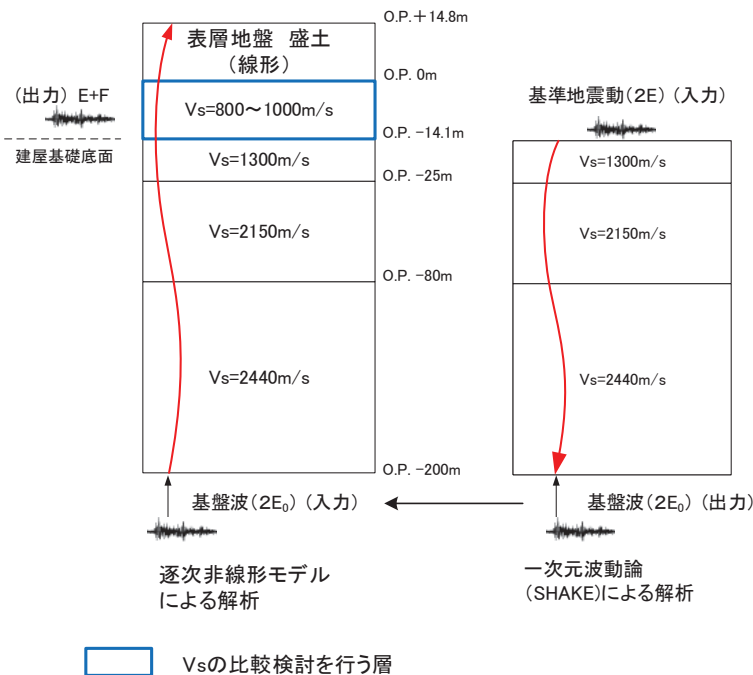 O.P.+14.8m
表層地盤 盛土
(線形)
O.P. 0m
(出力) E+F
Vs=800～1000m/s
基準地震動(2E) (入力)
O.P. -14.1m
建屋基礎底面
Vs=1300m/s
Vs=1300m/s
O.P. -25m
Vs=2150m/s
Vs=2150m/s
O.P. -80m
Vs=2440m/s
Vs=2440m/s
O.P. -200m
基盤波(2E₀) (入力)
基盤波(2E₀) (出力)
逐次非線形モデル
による解析
一次元波動論
(SHAKE)による解析
Vsの比較検討を行う層